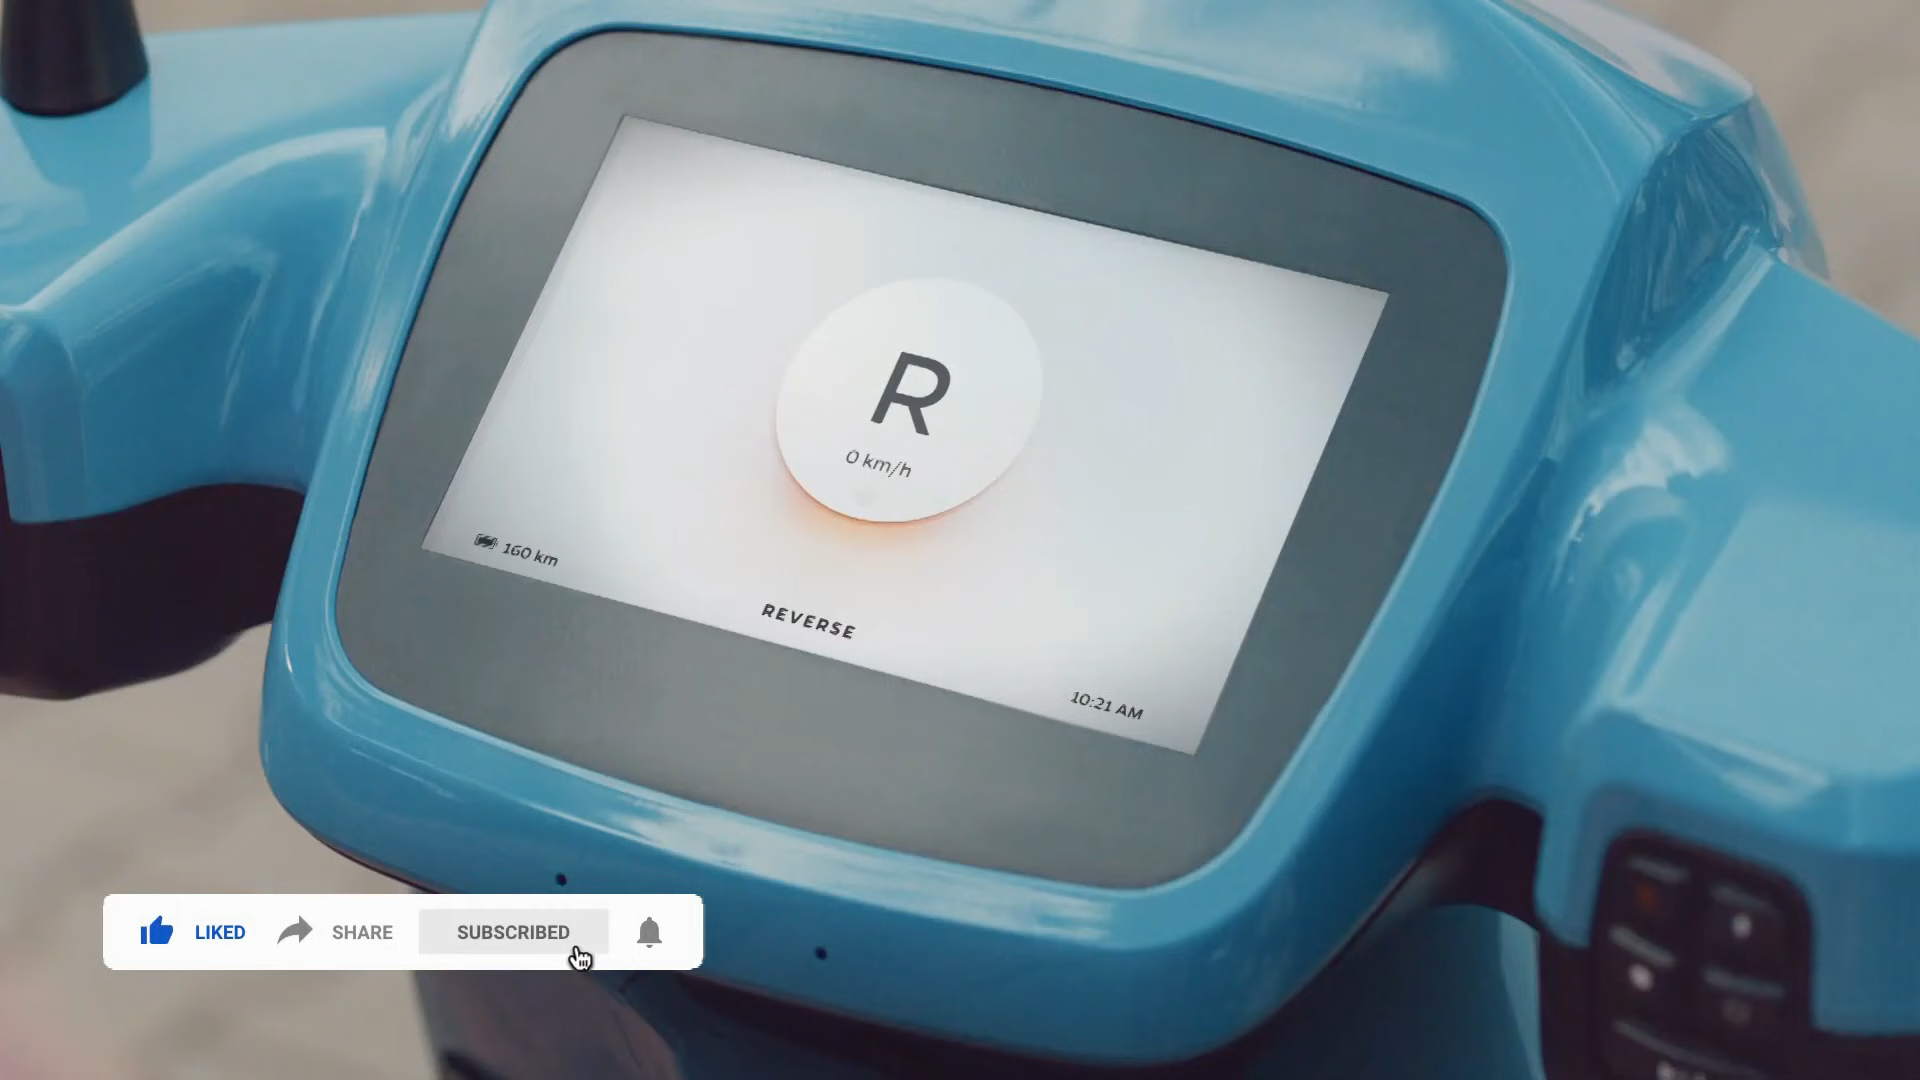 R
0 km/h
160 km
REVERSE
10:21 AM
LIKED
SHARE
SUBSCRIBED